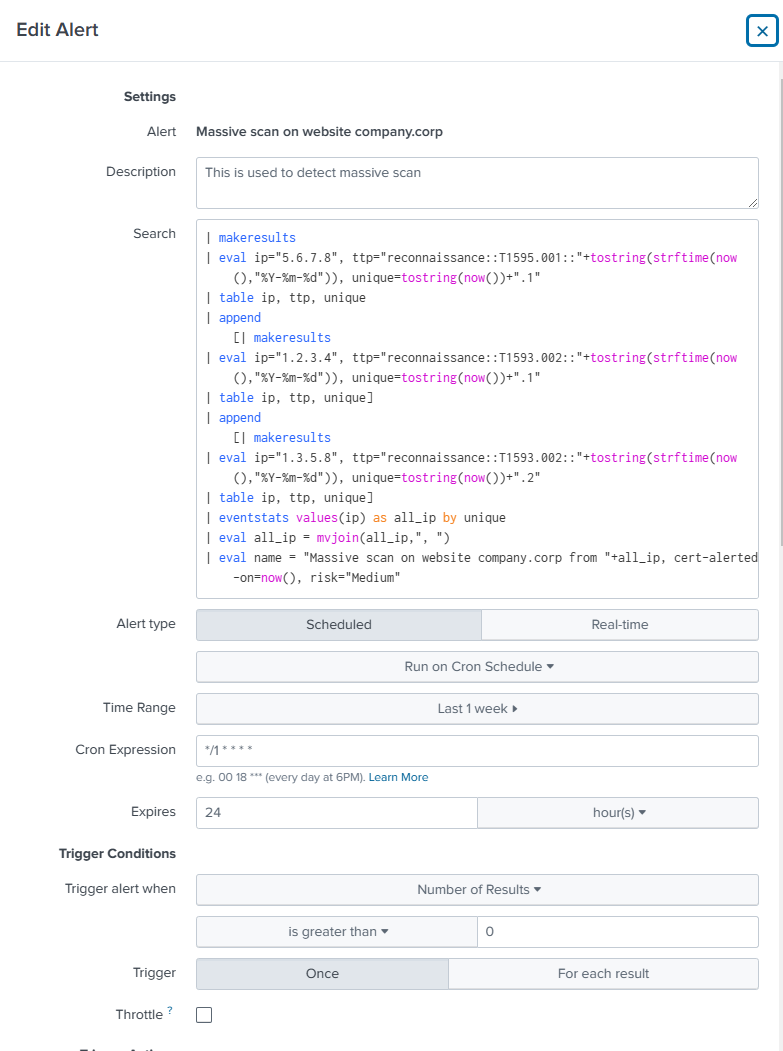 Edit Alert
Settings
Alert Massive scan on website company.corp
Description This is used to detect massive scan
Search
| makeresults
| eval ip="5.6.7.8", ttp="reconnaissance::T1595.001::"+tostring(strftime(now
(),"%Y-%m-%d")), unique=tostring(now())+".1"
| table ip, ttp, unique
| append
[| makeresults
| eval ip="1.2.3.4", ttp="reconnaissance::T1593.002::"+tostring(strftime(now
(),"%Y-%m-%d")), unique=tostring(now())+".1"
| table ip, ttp, unique]
| append
[| makeresults
| eval ip="1.3.5.8", ttp="reconnaissance::T1593.002::"+tostring(strftime(now
(),"%Y-%m-%d")), unique=tostring(now())+".2"
| table ip, ttp, unique]
| eventstats values(ip) as all_ip by unique
| eval all_ip = mvjoin(all_ip,", ")
| eval name = "Massive scan on website company.corp from "+all_ip, cert-alerted
-on=now(), risk="Medium"
Alert type Scheduled Real-time
Run on Cron Schedule
Time Range Last 1 week
Cron Expression */1 * * * *
e.g. 00 18 *** (every day at 6PM). Learn More
Expires 24 hour(s)
Trigger Conditions
Trigger alert when Number of Results
is greater than 0
Trigger Once For each result
Throttle ?